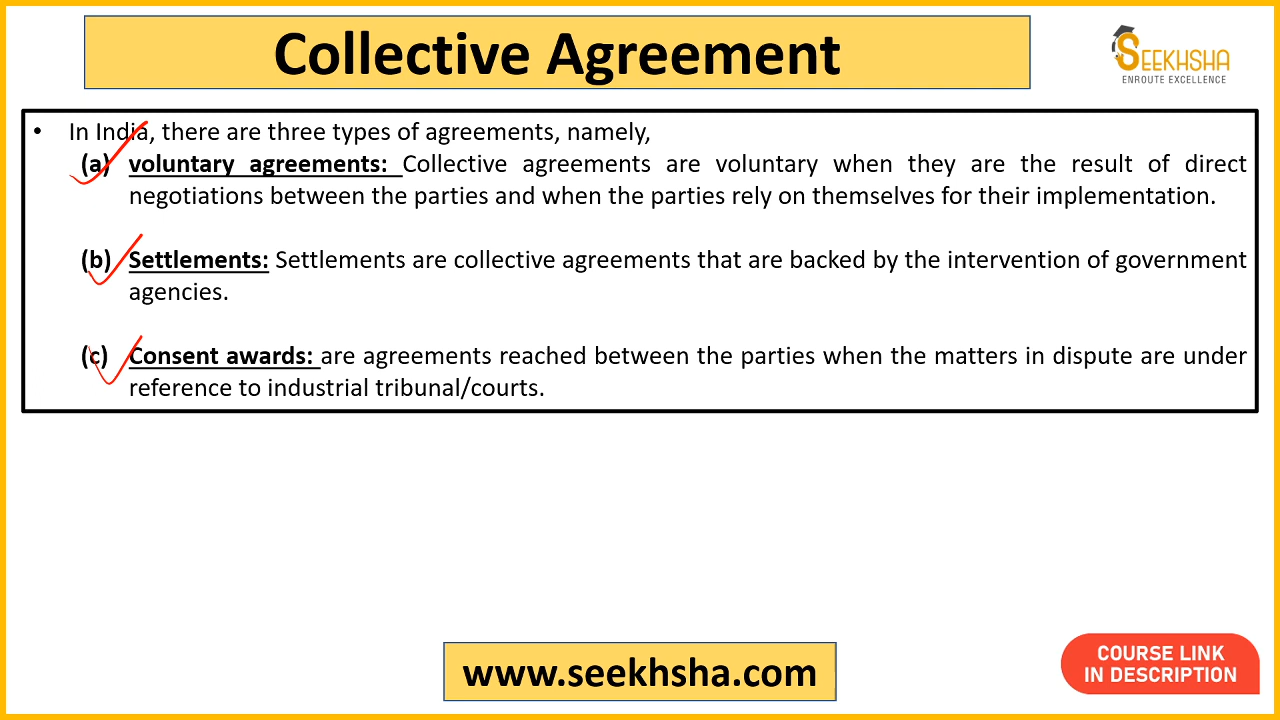 Collective Agreement
SEEKHSHA
ENROUTE EXCELLENCE
• In India, there are three types of agreements, namely,
(a) voluntary agreements: Collective agreements are voluntary when they are the result of direct
negotiations between the parties and when the parties rely on themselves for their implementation.
(b) Settlements: Settlements are collective agreements that are backed by the intervention of government
agencies.
(c) Consent awards: are agreements reached between the parties when the matters in dispute are under
reference to industrial tribunal/courts.
www.seekhsha.com
COURSE LINK
IN DESCRIPTION